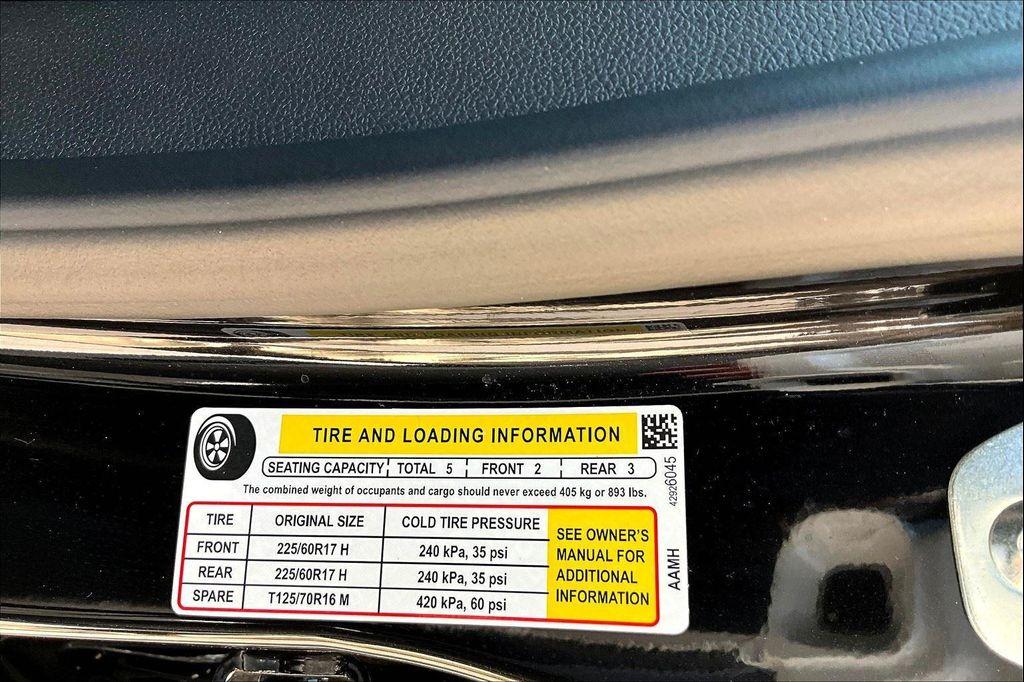 TIRE AND LOADING INFORMATION
SEATING CAPACITY TOTAL 5 FRONT 2 REAR 3
The combined weight of occupants and cargo should never exceed 405 kg or 893 lbs.
TIRE ORIGINAL SIZE COLD TIRE PRESSURE
FRONT 225/60R17 H 240 kPa, 35 psi
REAR 225/60R17 H 240 kPa, 35 psi
SPARE T125/70R16 M 420 kPa, 60 psi
SEE OWNER'S
MANUAL FOR
ADDITIONAL
INFORMATION
42926045
AAMH